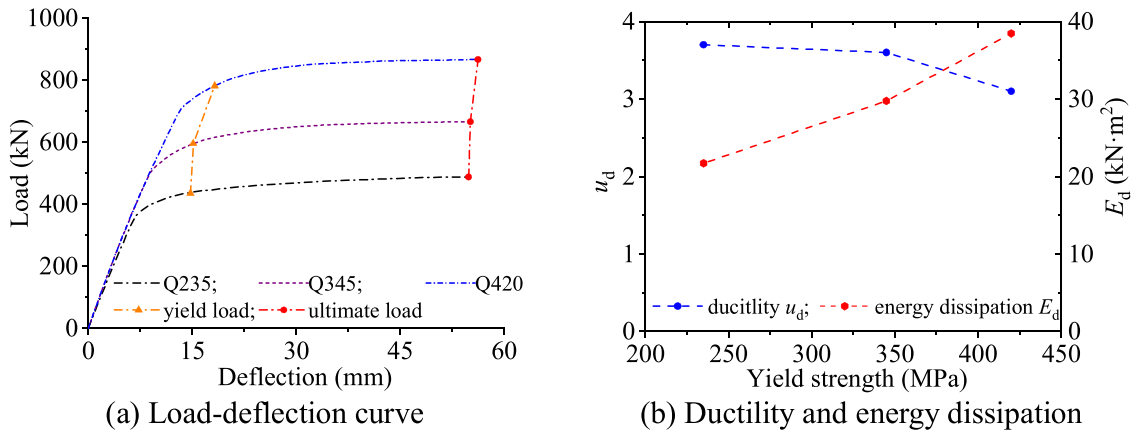 1000
800
600
400
200
0
Load (kN)
Q235; Q345; Q420
yield load; ultimate load
0 15 30 45 60
Deflection (mm)
(a) Load-deflection curve
4
3
2
1
0
u_d
40
30
20
10
0
E_d (kN·m²)
ducitlity u_d; energy dissipation E_d
200 250 300 350 400 450
Yield strength (MPa)
(b) Ductility and energy dissipation